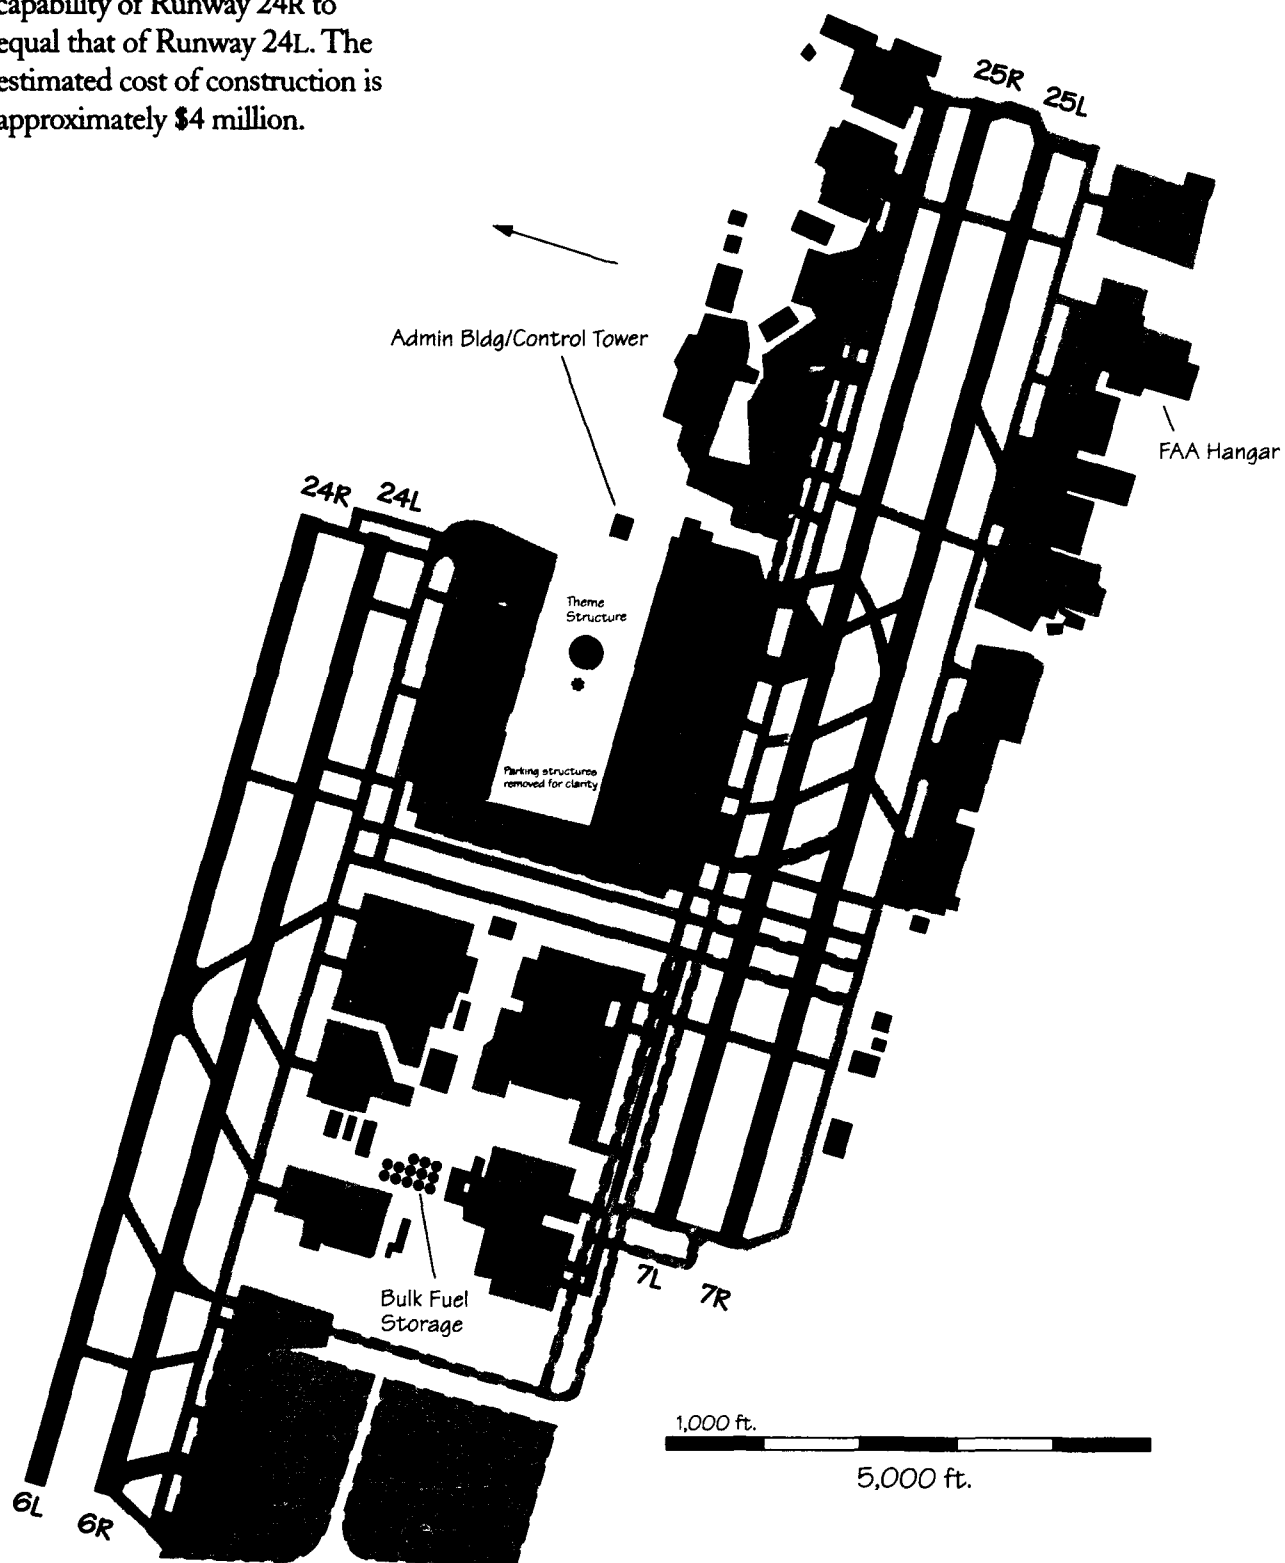 capability of Runway 24R to
equal that of Runway 24L. The
estimated cost of construction is
approximately $4 million.
25R
25L
Admin Bldg/Control Tower
FAA Hangar
24R
24L
Theme
Structure
Parking structures
removed for clarity
Bulk Fuel
Storage
7L
7R
1,000 ft.
5,000 ft.
6L
6R